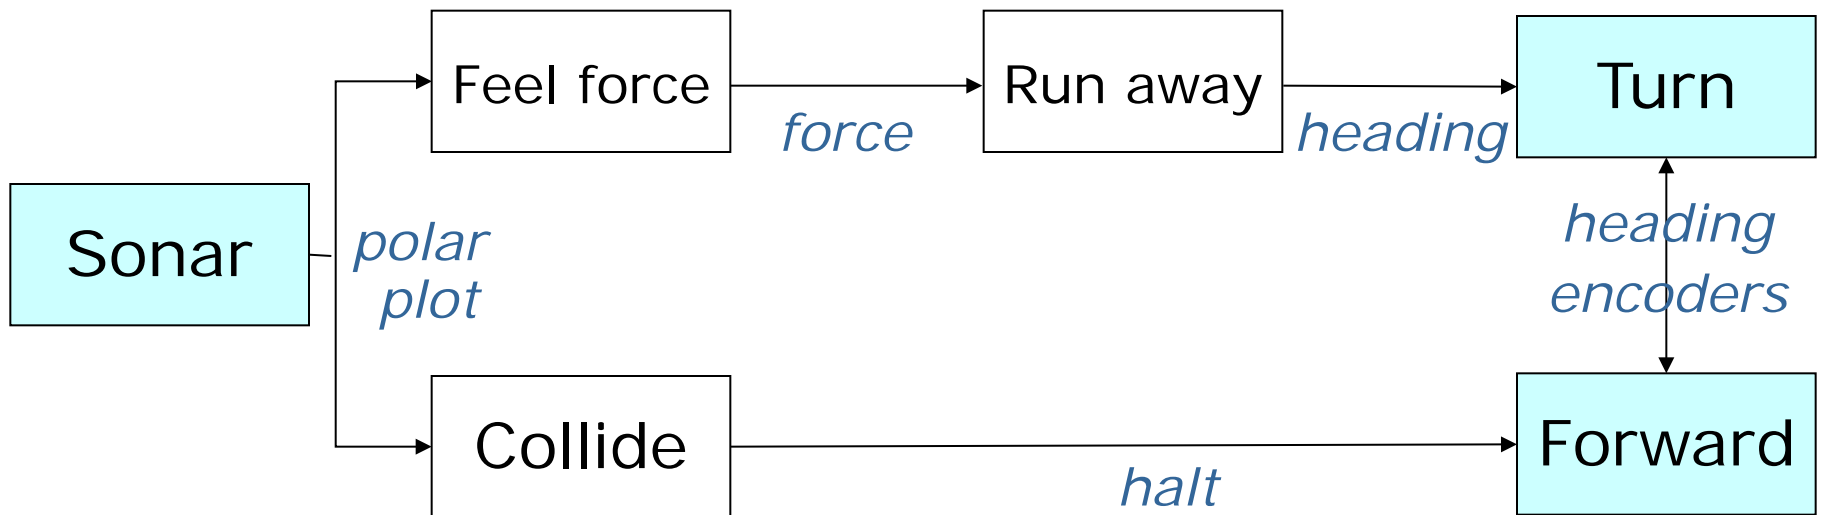 Feel force
Run away
Turn
force
heading
Sonar
polar
plot
heading
encoders
Collide
Forward
halt